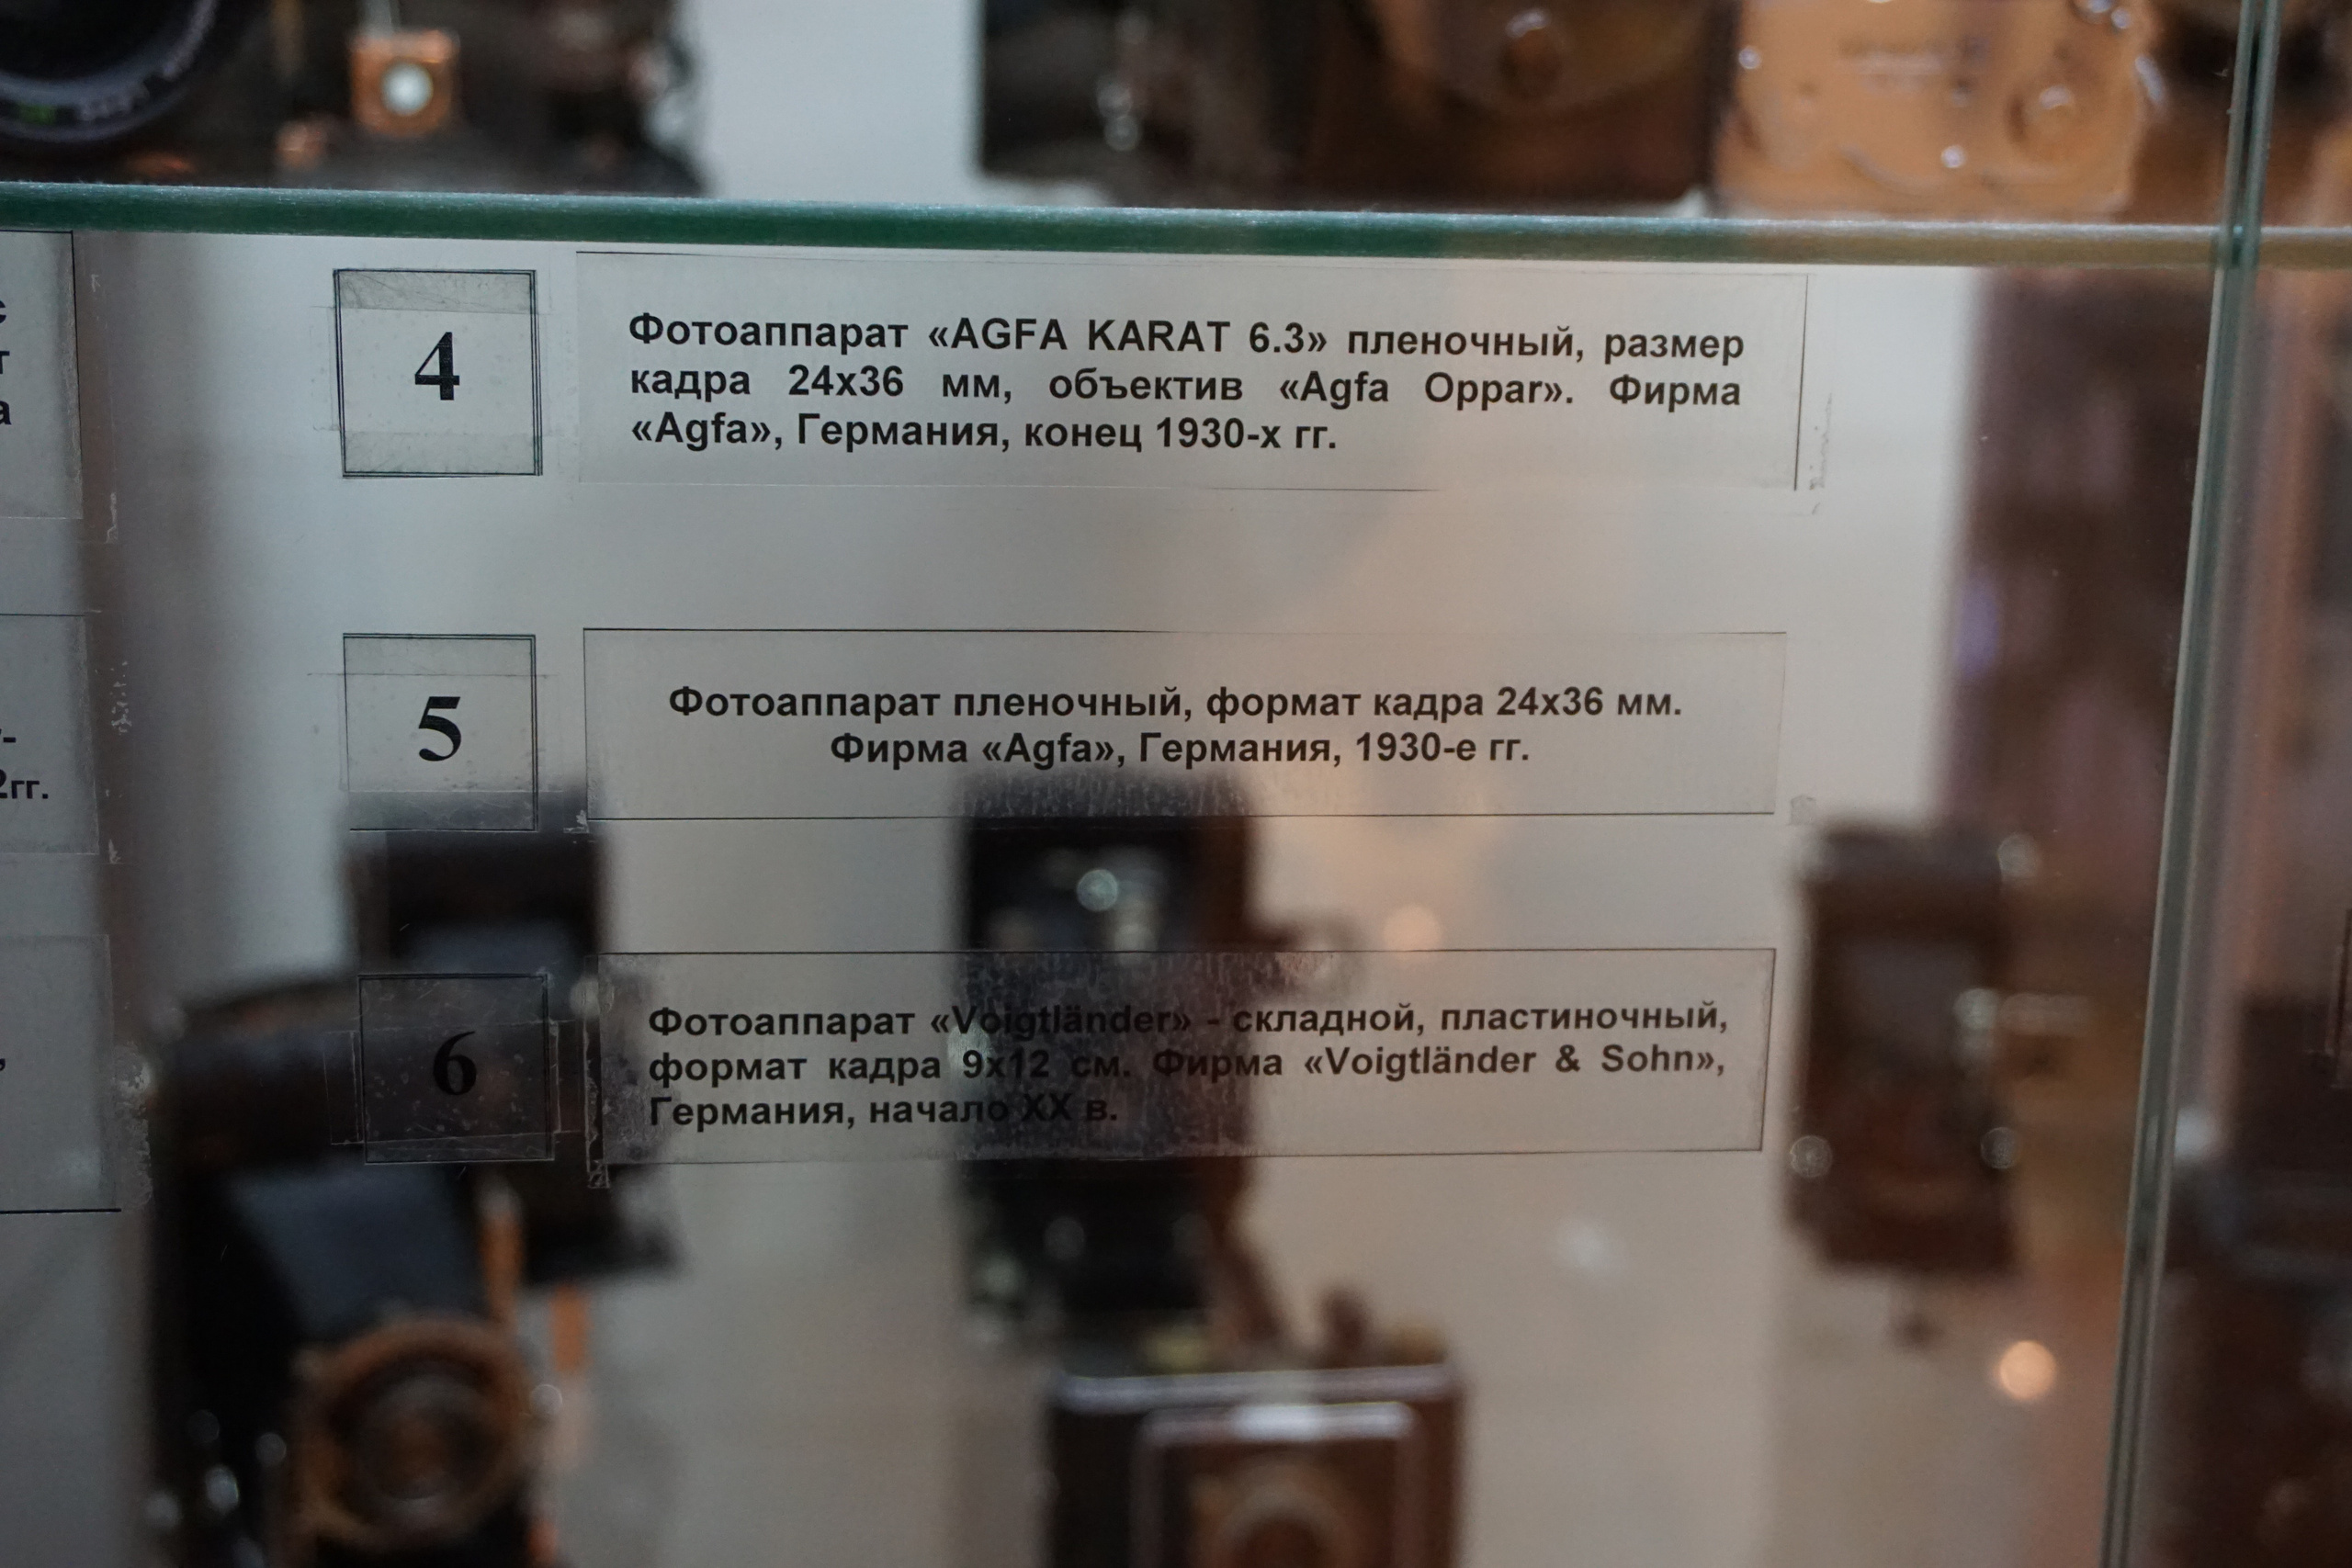 4
Фотоаппарат «AGFA KARAT 6.3» пленочный, размер
кадра 24х36 мм, объектив «Agfa Oppar». Фирма
«Agfa», Германия, конец 1930-х гг.
5
Фотоаппарат пленочный, формат кадра 24х36 мм.
Фирма «Agfa», Германия, 1930-е гг.
6
Фотоаппарат «Voigtländer» - складной, пластиночный,
формат кадра 9х12 см. Фирма «Voigtländer & Sohn»,
Германия, начало XX в.